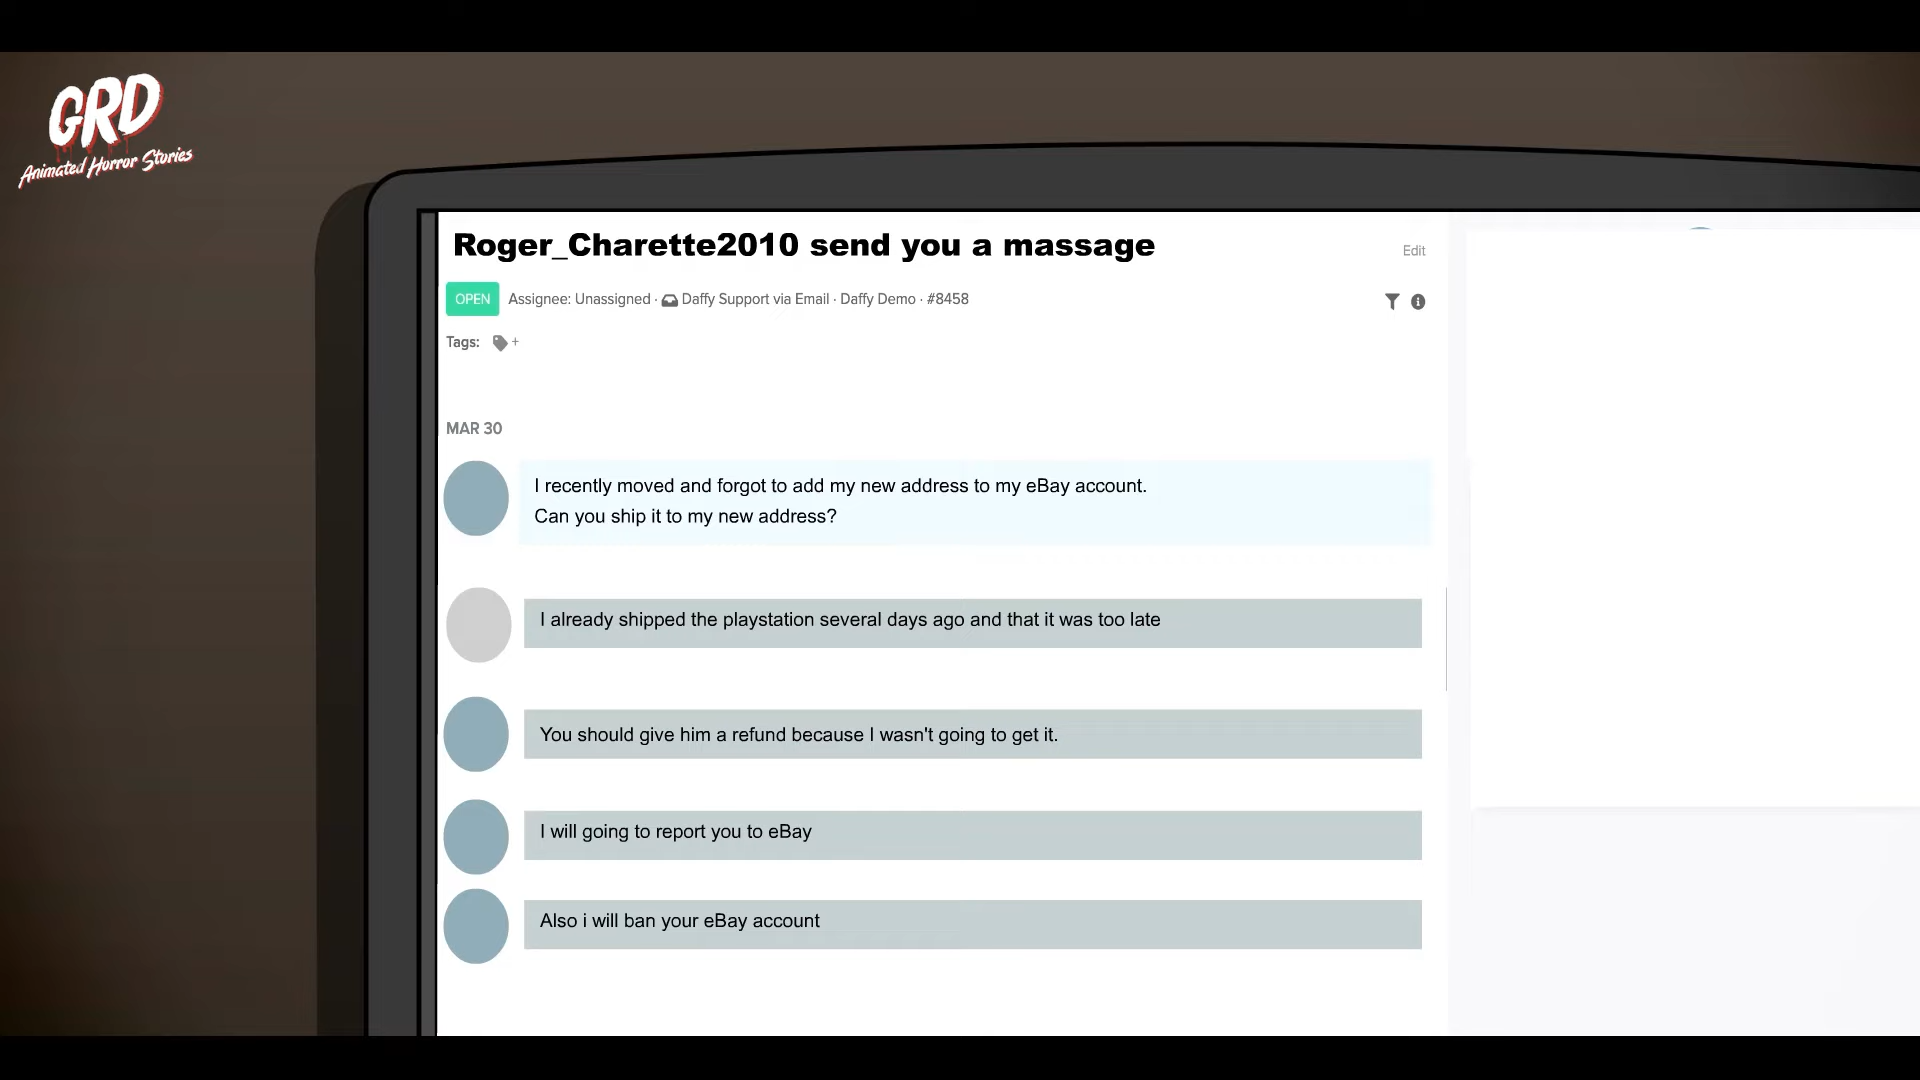 GRD
Animated Horror Stories
Roger_Charette2010 send you a massage
Edit
OPEN Assignee: Unassigned · Daffy Support via Email · Daffy Demo · #8458
Tags: +
MAR 30
I recently moved and forgot to add my new address to my eBay account.
Can you ship it to my new address?
I already shipped the playstation several days ago and that it was too late
You should give him a refund because I wasn't going to get it.
I will going to report you to eBay
Also i will ban your eBay account